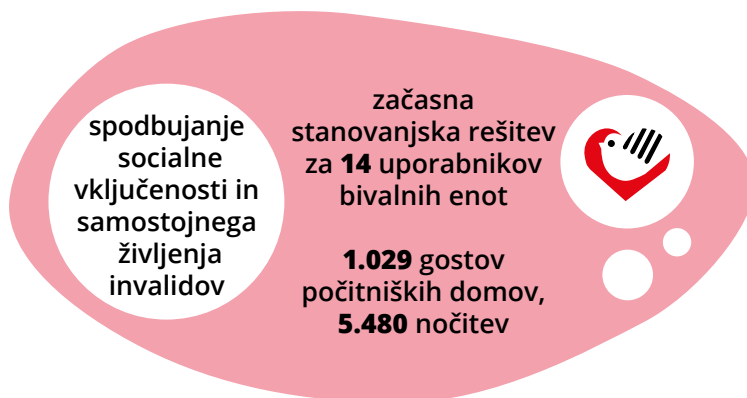 spodbujanje
socialne
vključenosti in
samostojnega
življenja
invalidov
začasna
stanovanjska rešitev
za 14 uporabnikov
bivalnih enot
1.029 gostov
počitniških domov,
5.480 nočitev